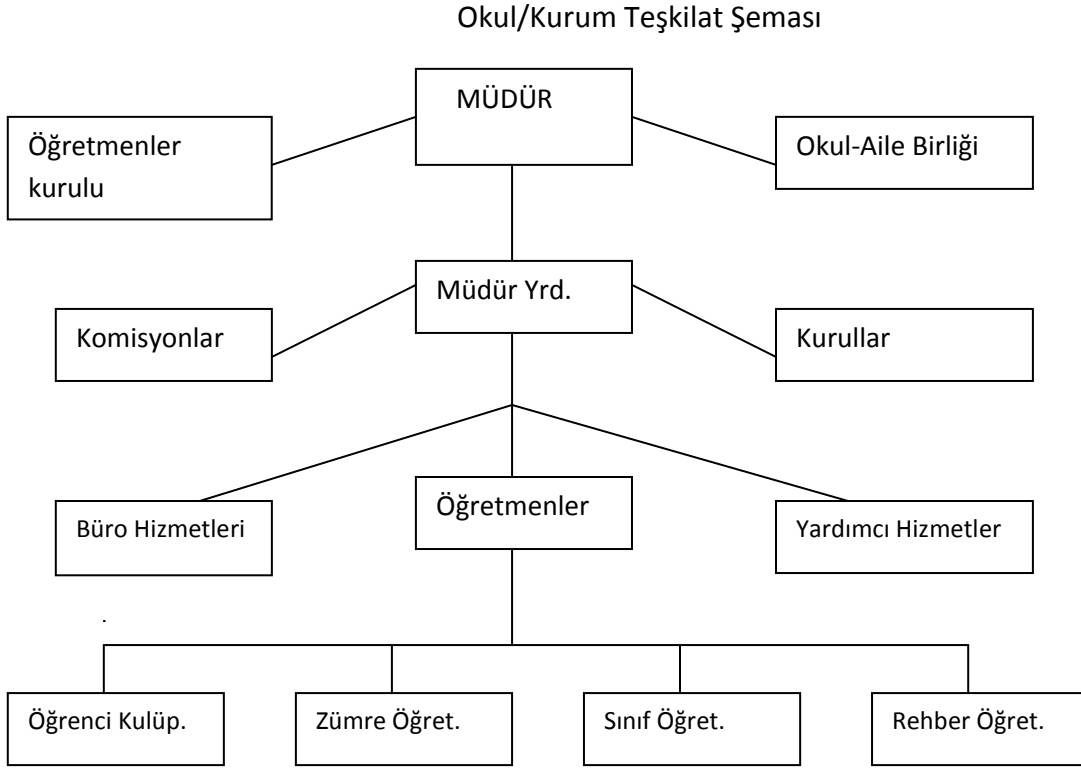 Okul/Kurum Teşkilat Şeması
MÜDÜR
Öğretmenler
kurulu
Okul-Aile Birliği
Müdür Yrd.
Komisyonlar
Kurullar
Öğretmenler
Büro Hizmetleri
Yardımcı Hizmetler
.
Öğrenci Kulüp.
Zümre Öğret.
Sınıf Öğret.
Rehber Öğret.